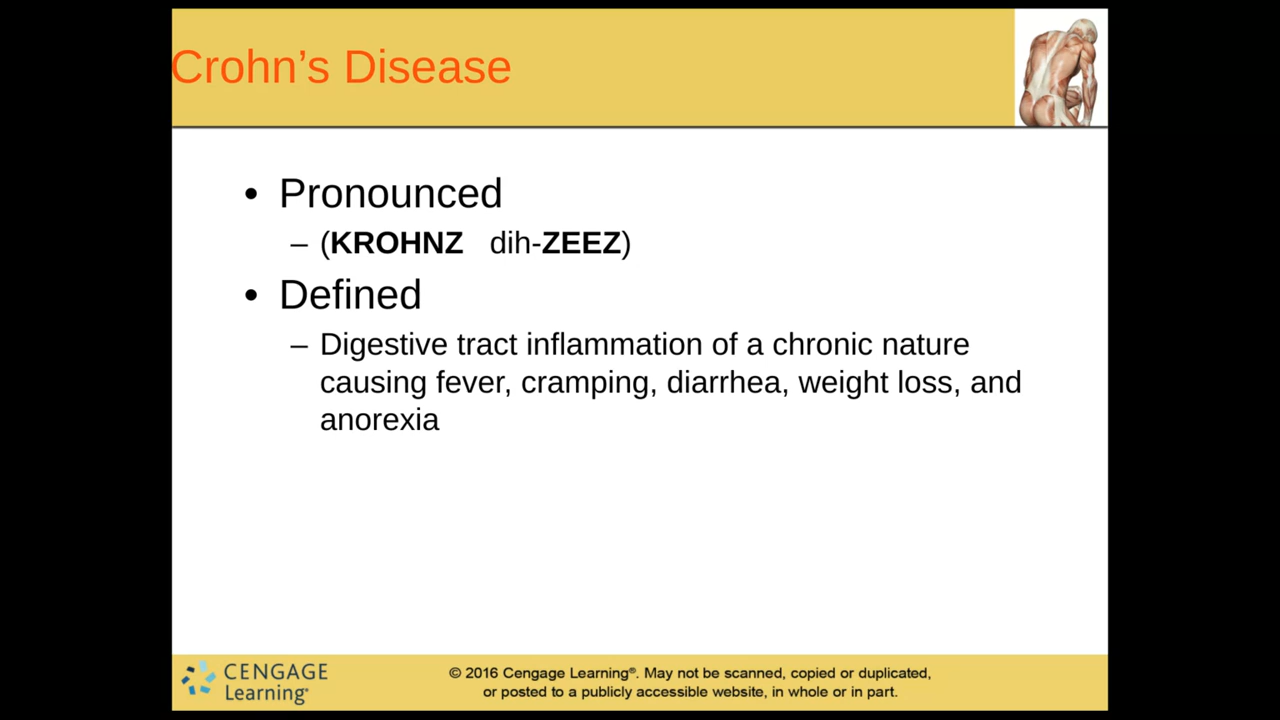 Crohn’s Disease
• Pronounced
– (KROHNZ dih-ZEEZ)
• Defined
– Digestive tract inflammation of a chronic nature
causing fever, cramping, diarrhea, weight loss, and
anorexia
CENGAGE
Learning®
© 2016 Cengage Learning®. May not be scanned, copied or duplicated,
or posted to a publicly accessible website, in whole or in part.